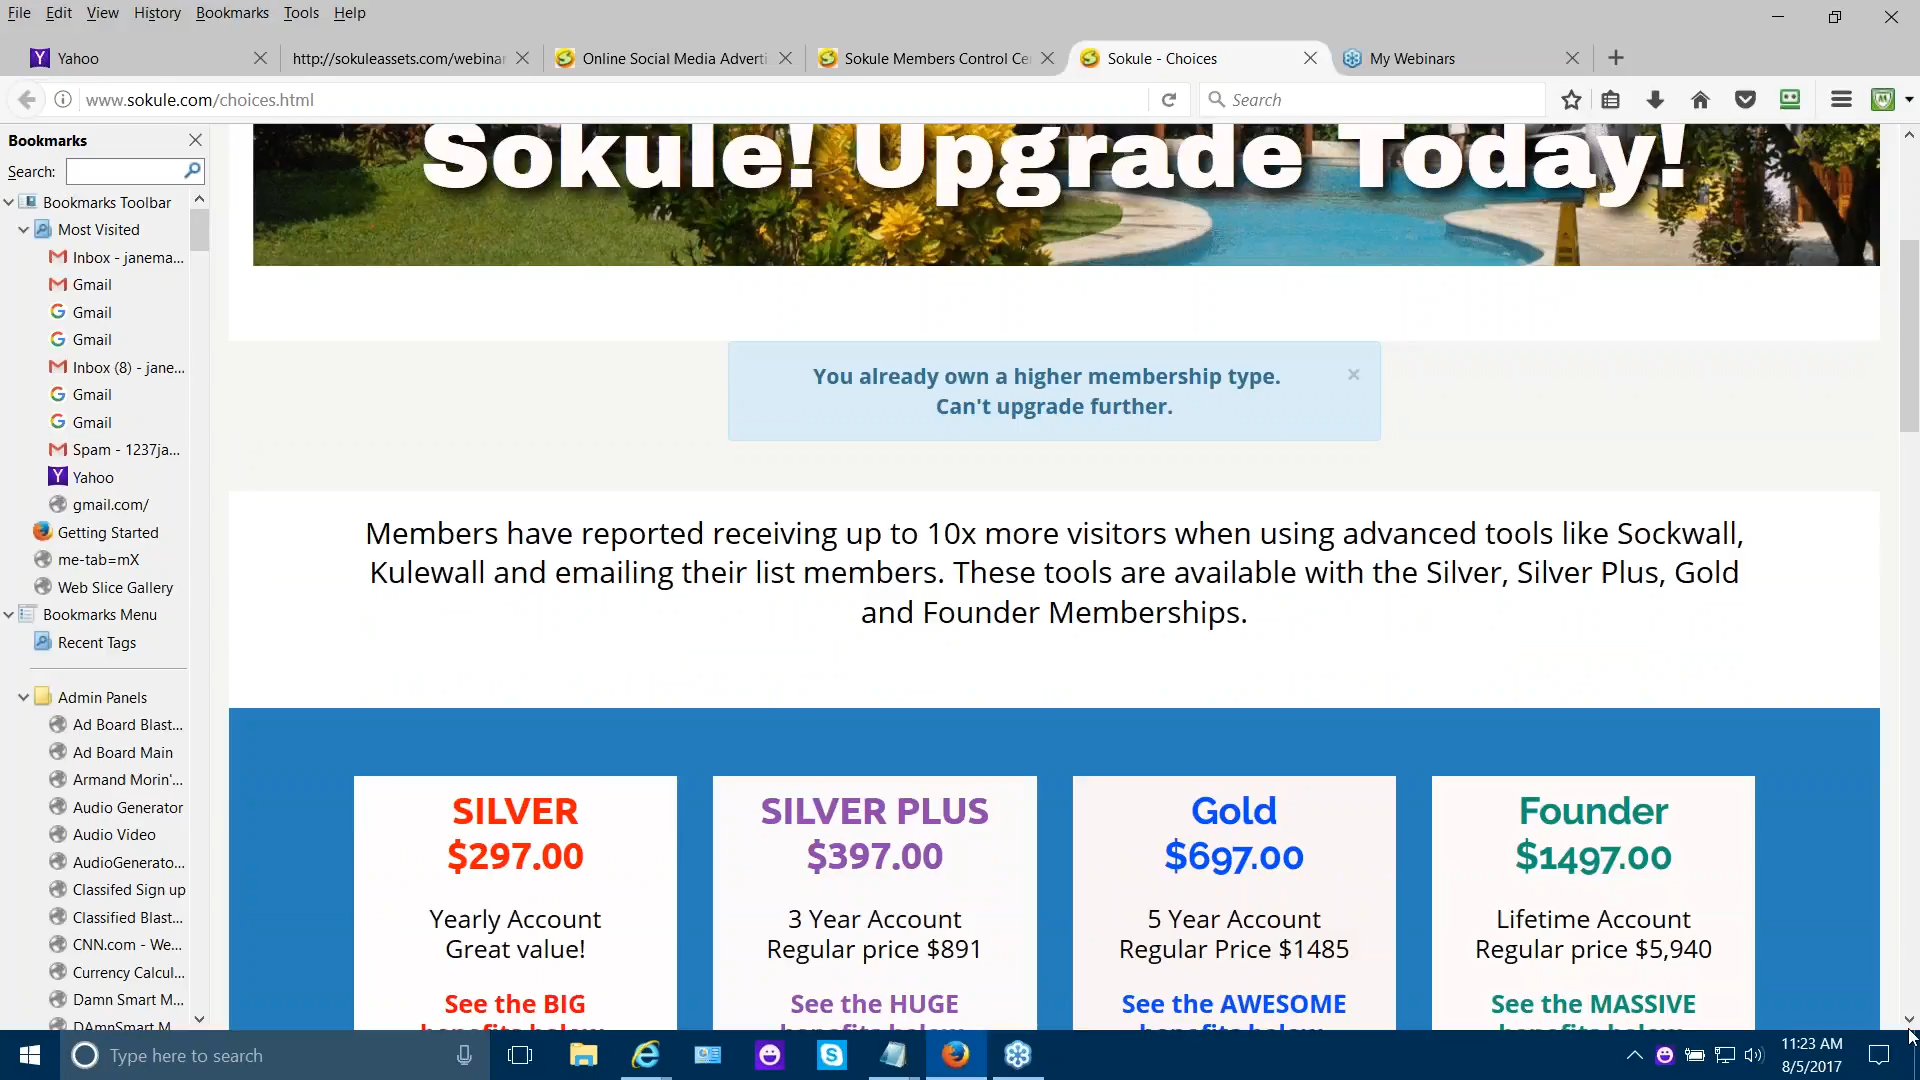 File Edit View History Bookmarks Tools Help
Yahoo
http://sokuleassets.com/webinar
Online Social Media Adverti
Sokule Members Control Ce
Sokule - Choices
My Webinars
www.sokule.com/choices.html
Search
Bookmarks
Search:
Bookmarks Toolbar
Most Visited
Inbox - janema...
Gmail
Gmail
Gmail
Inbox (8) - jane...
Gmail
Gmail
Spam - 1237ja...
Yahoo
gmail.com/
Getting Started
me-tab=mX
Web Slice Gallery
Bookmarks Menu
Recent Tags
Admin Panels
Ad Board Blast...
Ad Board Main
Armand Morin'...
Audio Generator
Audio Video
AudioGenerato...
Classifed Sign up
Classified Blast...
CNN.com - We...
Currency Calcul...
Damn Smart M...
DAmnSmart M
Sokule! Upgrade Today!
You already own a higher membership type.
Can't upgrade further.
Members have reported receiving up to 10x more visitors when using advanced tools like Sockwall,
Kulewall and emailing their list members. These tools are available with the Silver, Silver Plus, Gold
and Founder Memberships.
SILVER
$297.00
Yearly Account
Great value!
See the BIG
benefits below
SILVER PLUS
$397.00
3 Year Account
Regular price $891
See the HUGE
benefits below
Gold
$697.00
5 Year Account
Regular Price $1485
See the AWESOME
benefits below
Founder
$1497.00
Lifetime Account
Regular price $5,940
See the MASSIVE
benefits below
Type here to search
11:23 AM
8/5/2017